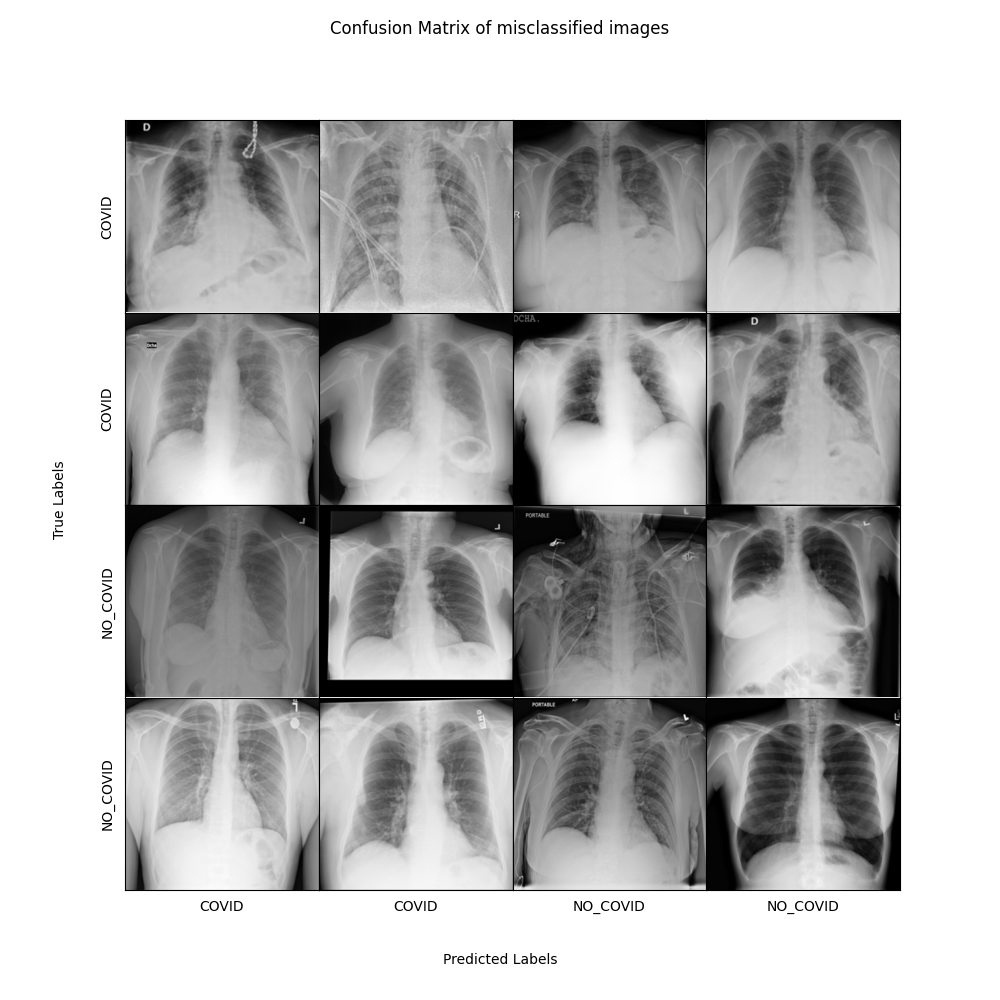 Confusion Matrix of misclassified images
D
R
COVID
OCHA.
D
COVID
True Labels
L
PORTABLE
L
NO_COVID
PORTABLE
L
NO_COVID
COVID
COVID
NO_COVID
NO_COVID
Predicted Labels